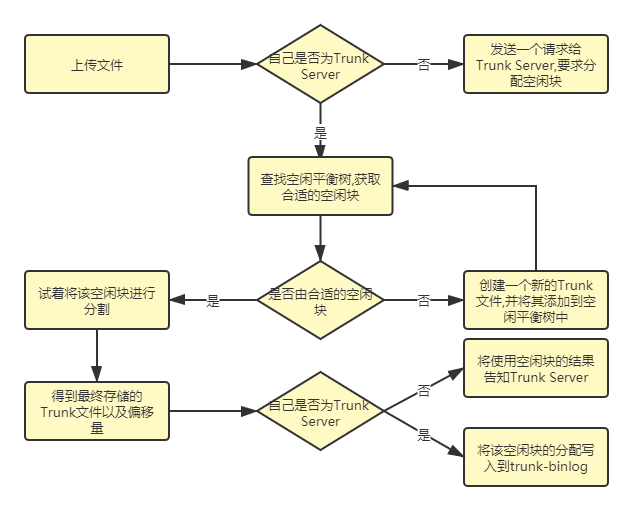 上传文件
自己是否为Trunk
Server
否
发送一个请求给
Trunk Server,要求分
配空闲块
是
查找空闲平衡树,获取
合适的空闲块
试着将该空闲块进行
分割
是
是否由合适的空闲
块
否
创建一个新的Trunk
文件,并将其添加到空
闲平衡树中
得到最终存储的
Trunk文件以及偏移
量
自己是否为Trunk
Server
否
将使用空闲块的结果
告知Trunk Server
是
将该空闲块的分配写
入到trunk-binlog